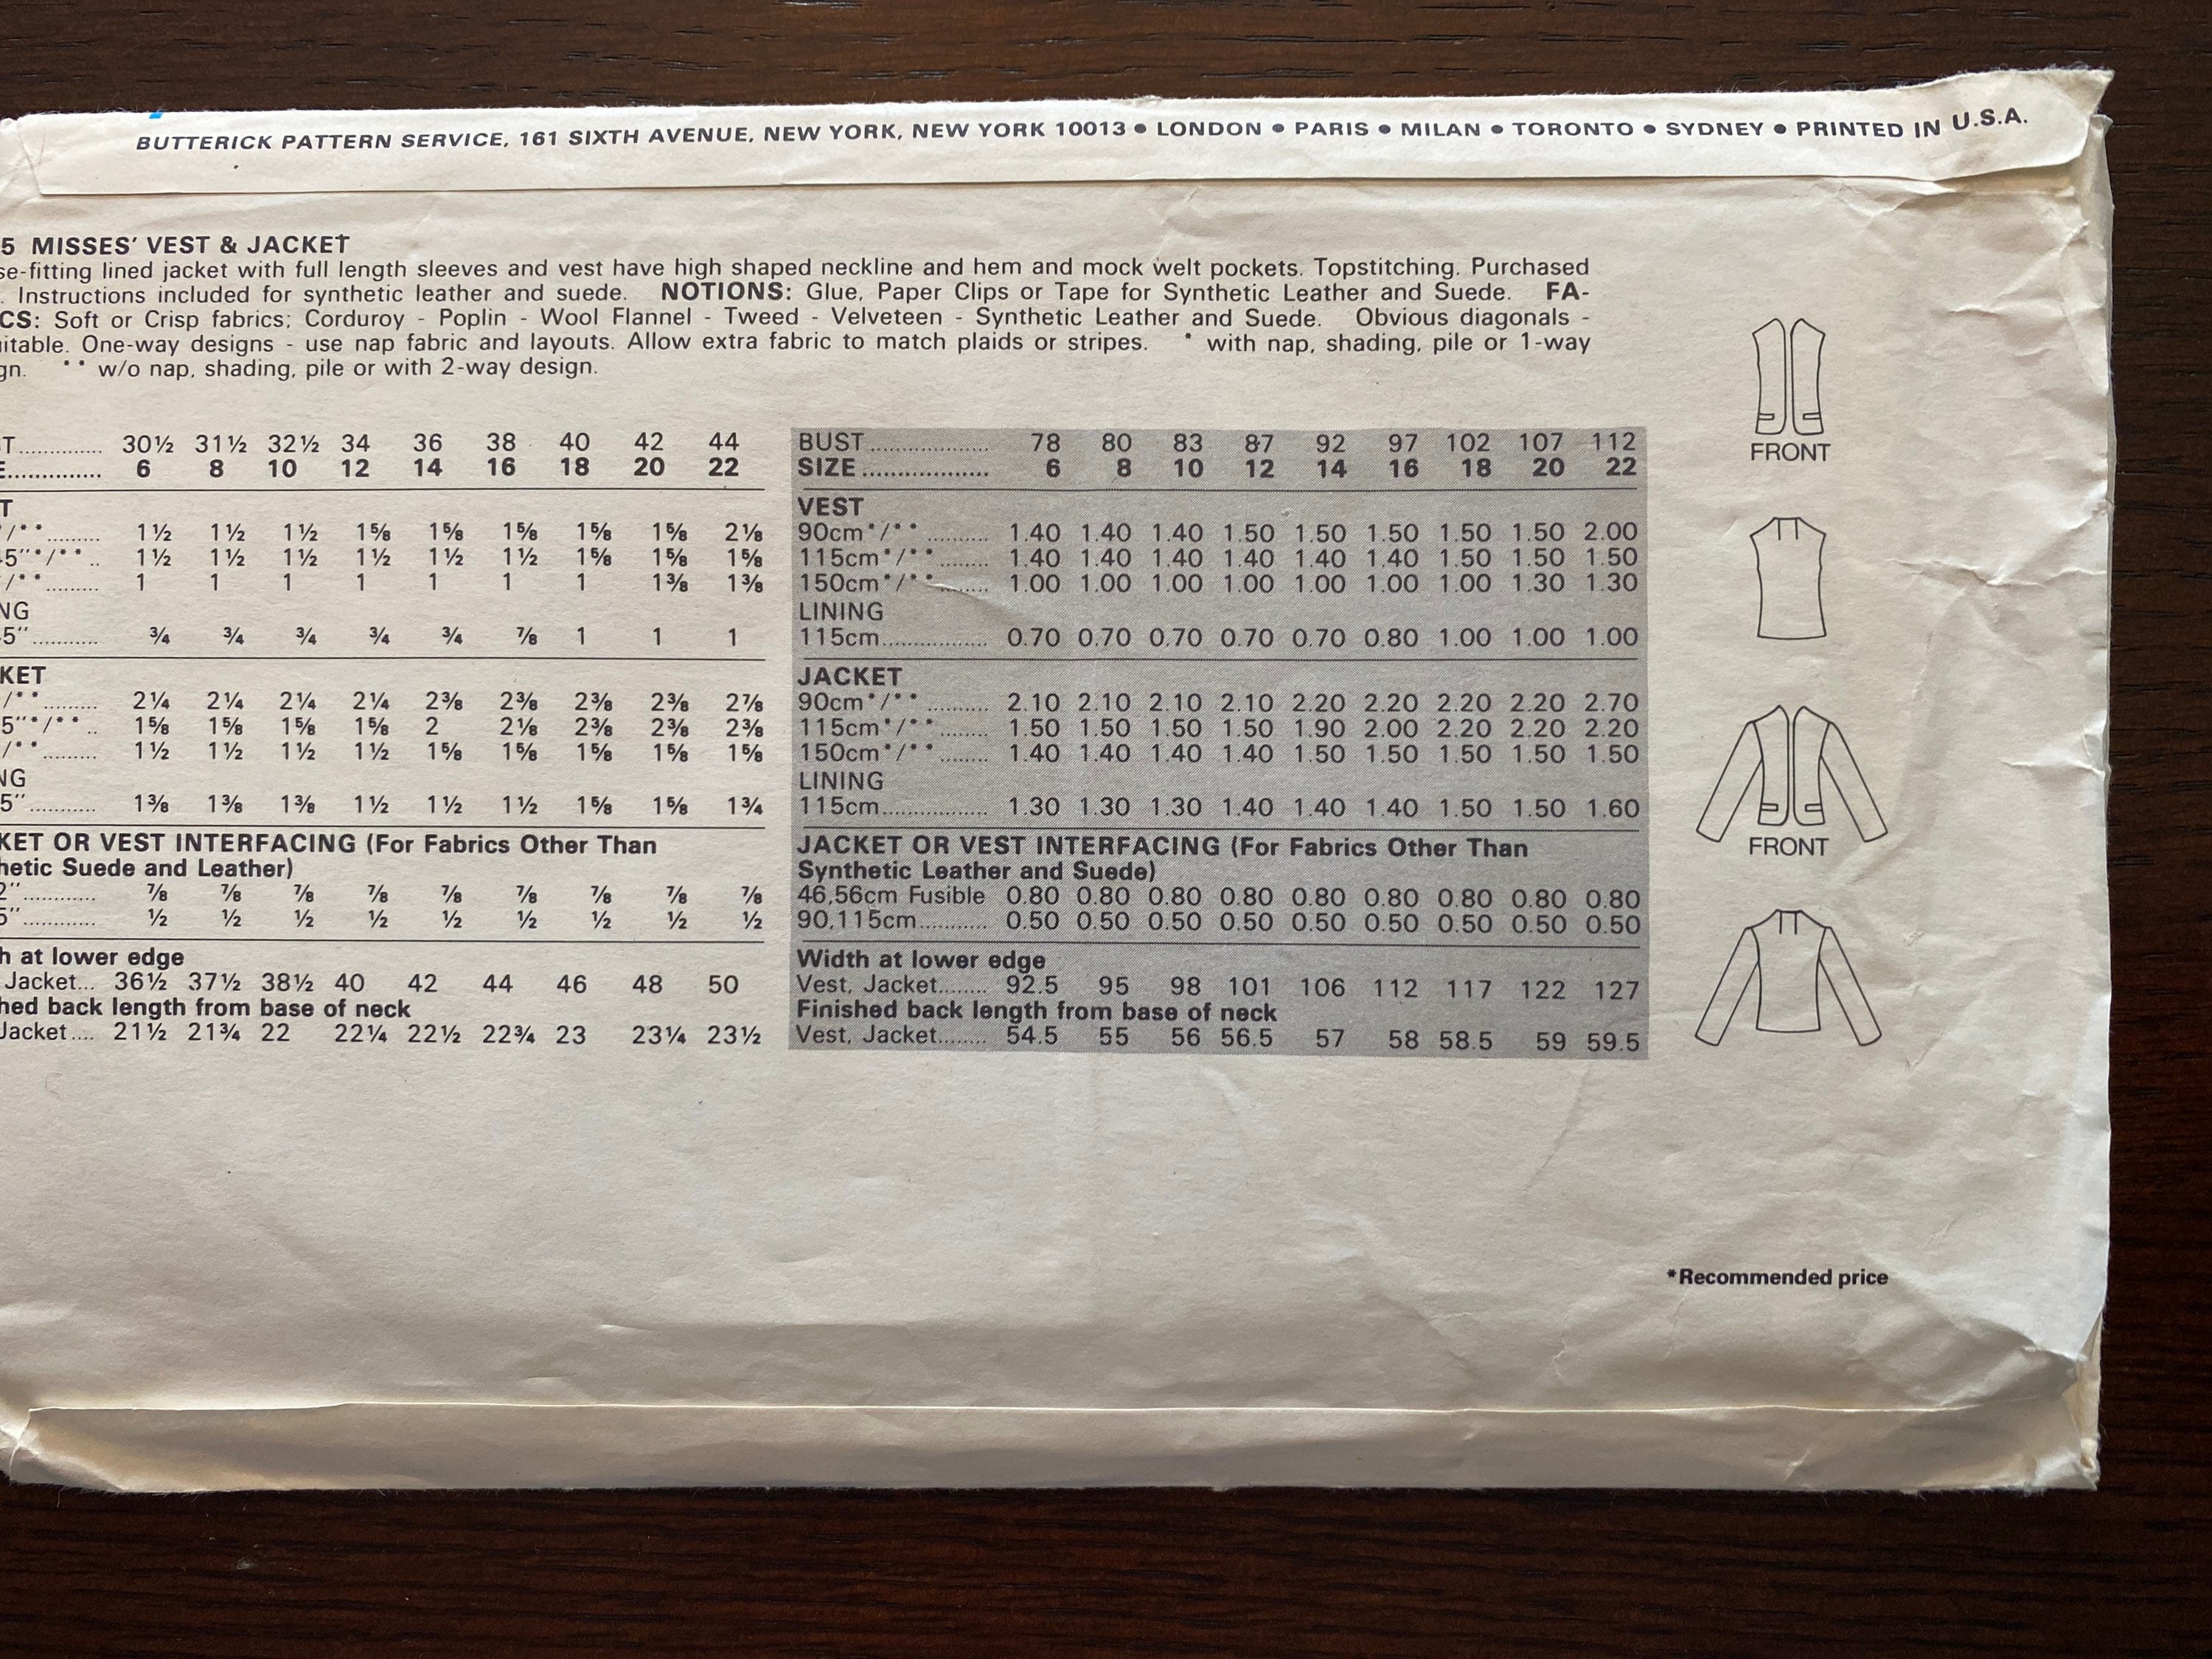 BUTTERICK PATTERN SERVICE, 161 SIXTH AVENUE, NEW YORK, NEW YORK 10013 • LONDON • PARIS • MILAN • TORONTO • SYDNEY • PRINTED IN U.S.A.
5 MISSES' VEST & JACKET
se-fitting lined jacket with full length sleeves and vest have high shaped neckline and hem and mock welt pockets. Topstitching. Purchased
. Instructions included for synthetic leather and suede. NOTIONS: Glue, Paper Clips or Tape for Synthetic Leather and Suede. FA-
CS: Soft or Crisp fabrics; Corduroy - Poplin - Wool Flannel - Tweed - Velveteen - Synthetic Leather and Suede. Obvious diagonals -
itable. One-way designs - use nap fabric and layouts. Allow extra fabric to match plaids or stripes. * with nap, shading, pile or 1-way
gn. ** w/o nap, shading, pile or with 2-way design.
T.............. 30½ 31½ 32½ 34 36 38 40 42 44
E.............. 6 8 10 12 14 16 18 20 22
T
*/**......... 1½ 1½ 1½ 1⅝ 1⅝ 1⅝ 1⅝ 1⅝ 2⅛
5"*/** .. 1½ 1½ 1½ 1½ 1½ 1½ 1⅝ 1⅝ 1⅝
/** ......... 1 1 1 1 1 1 1 1⅜ 1⅜
NG
5" ........... ¾ ¾ ¾ ¾ ¾ ⅞ 1 1 1
KET
/**......... 2¼ 2¼ 2¼ 2¼ 2⅜ 2⅜ 2⅜ 2⅜ 2⅞
5"*/** .. 1⅝ 1⅝ 1⅝ 1⅝ 2 2⅛ 2⅜ 2⅜ 2⅜
/**......... 1½ 1½ 1½ 1½ 1⅝ 1⅝ 1⅝ 1⅝ 1⅝
NG
5"........... 1⅜ 1⅜ 1⅜ 1½ 1½ 1½ 1⅝ 1⅝ 1¾
KET OR VEST INTERFACING (For Fabrics Other Than
hetic Suede and Leather)
2" ............ ⅞ ⅞ ⅞ ⅞ ⅞ ⅞ ⅞ ⅞ ⅞
5" ............ ½ ½ ½ ½ ½ ½ ½ ½ ½
h at lower edge
Jacket... 36½ 37½ 38½ 40 42 44 46 48 50
hed back length from base of neck
Jacket.... 21½ 21¾ 22 22¼ 22½ 22¾ 23 23¼ 23½
BUST .................... 78 80 83 87 92 97 102 107 112
SIZE ..................... 6 8 10 12 14 16 18 20 22
VEST
90cm*/** .......... 1.40 1.40 1.40 1.50 1.50 1.50 1.50 1.50 2.00
115cm*/** ........ 1.40 1.40 1.40 1.40 1.40 1.40 1.50 1.50 1.50
150cm*/** ........ 1.00 1.00 1.00 1.00 1.00 1.00 1.00 1.30 1.30
LINING
115cm.................. 0.70 0.70 0.70 0.70 0.70 0.80 1.00 1.00 1.00
JACKET
90cm*/** .......... 2.10 2.10 2.10 2.10 2.20 2.20 2.20 2.20 2.70
115cm*/** ........ 1.50 1.50 1.50 1.50 1.90 2.00 2.20 2.20 2.20
150cm*/** ........ 1.40 1.40 1.40 1.40 1.50 1.50 1.50 1.50 1.50
LINING
115cm.................. 1.30 1.30 1.30 1.40 1.40 1.40 1.50 1.50 1.60
JACKET OR VEST INTERFACING (For Fabrics Other Than
Synthetic Leather and Suede)
46,56cm Fusible 0.80 0.80 0.80 0.80 0.80 0.80 0.80 0.80 0.80
90,115cm............ 0.50 0.50 0.50 0.50 0.50 0.50 0.50 0.50 0.50
Width at lower edge
Vest, Jacket........ 92.5 95 98 101 106 112 117 122 127
Finished back length from base of neck
Vest, Jacket........ 54.5 55 56 56.5 57 58 58.5 59 59.5
FRONT
FRONT
*Recommended price